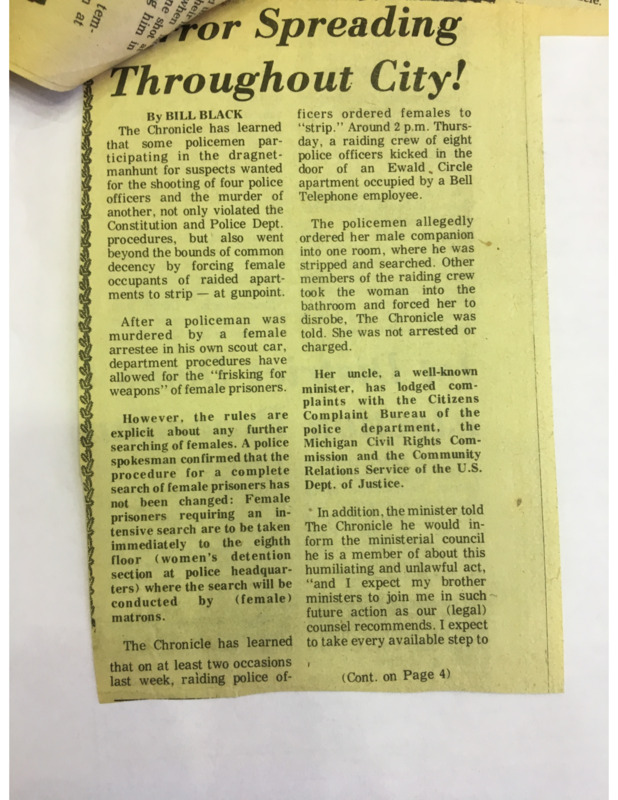 tem-
at
shot
him in
ror Spreading
Throughout City!
By BILL BLACK
The Chronicle has learned
that some policemen par-
ticipating in the dragnet-
manhunt for suspects wanted
for the shooting of four police
officers and the murder of
another, not only violated the
Constitution and Police Dept.
procedures, but also went
beyond the bounds of common
decency by forcing female
occupants of raided apart-
ments to strip — at gunpoint.
After a policeman was
murdered by a female
arrestee in his own scout car,
department procedures have
allowed for the "frisking for
weapons" of female prisoners.
However, the rules are
explicit about any further
searching of females. A police
spokesman confirmed that the
procedure for a complete
search of female prisoners has
not been changed: Female
prisoners requiring an in-
tensive search are to be taken
immediately to the eighth
floor (women's detention
section at police headquar-
ters) where the search will be
conducted by (female)
matrons.
The Chronicle has learned
that on at least two occasions
last week, raiding police of-
ficers ordered females to
"strip." Around 2 p.m. Thurs-
day, a raiding crew of eight
police officers kicked in the
door of an Ewald Circle
apartment occupied by a Bell
Telephone employee.
The policemen allegedly
ordered her male companion
into one room, where he was
stripped and searched. Other
members of the raiding crew
took the woman into the
bathroom and forced her to
disrobe, The Chronicle was
told. She was not arrested or
charged.
Her uncle, a well-known
minister, has lodged com-
plaints with the Citizens
Complaint Bureau of the
police department, the
Michigan Civil Rights Com-
mission and the Community
Relations Service of the U.S.
Dept. of Justice.
In addition, the minister told
The Chronicle he would in-
form the ministerial council
he is a member of about this
humiliating and unlawful act,
"and I expect my brother
ministers to join me in such
future action as our (legal)
counsel recommends. I expect
to take every available step to
(Cont. on Page 4)